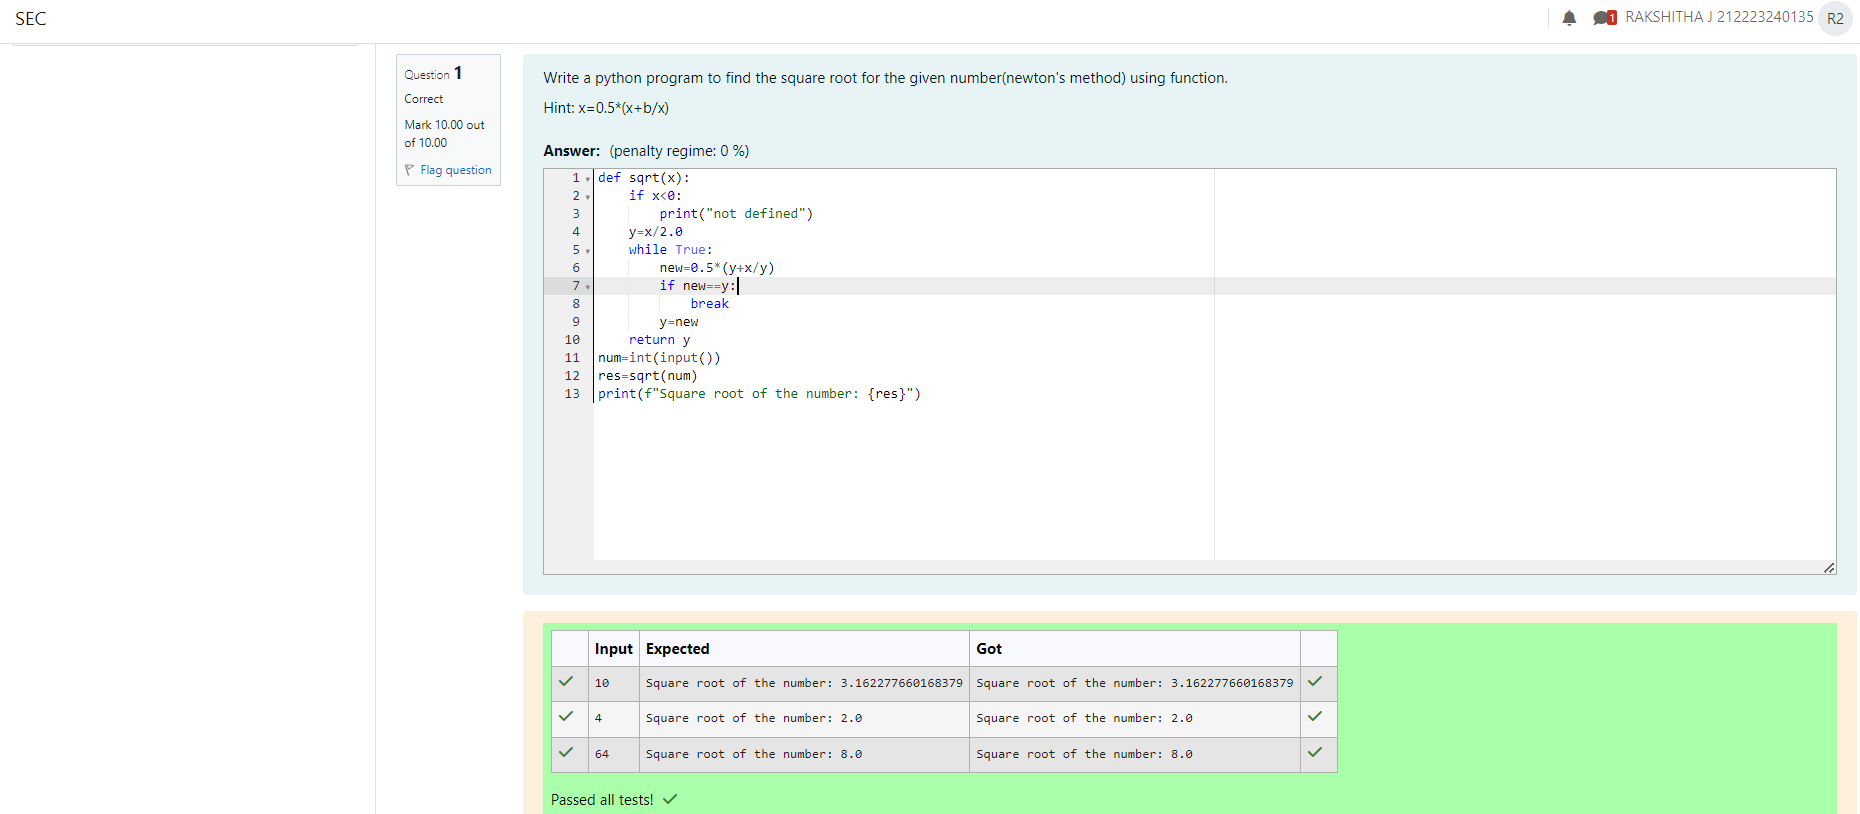 SEC
1
RAKSHITHA J 212223240135
R2
Question 1
Correct
Mark 10.00 out
of 10.00
Flag question
Write a python program to find the square root for the given number(newton's method) using function.
Hint: x=0.5*(x+b/x)
Answer: (penalty regime: 0 %)
1 def sqrt(x):
2     if x<0:
3         print("not defined")
4     y=x/2.0
5     while True:
6         new=0.5*(y+x/y)
7         if new==y:
8             break
9         y=new
10     return y
11 num=int(input())
12 res=sqrt(num)
13 print(f"Square root of the number: {res}")
Input Expected Got
10 Square root of the number: 3.162277660168379 Square root of the number: 3.162277660168379
4 Square root of the number: 2.0 Square root of the number: 2.0
64 Square root of the number: 8.0 Square root of the number: 8.0
Passed all tests!